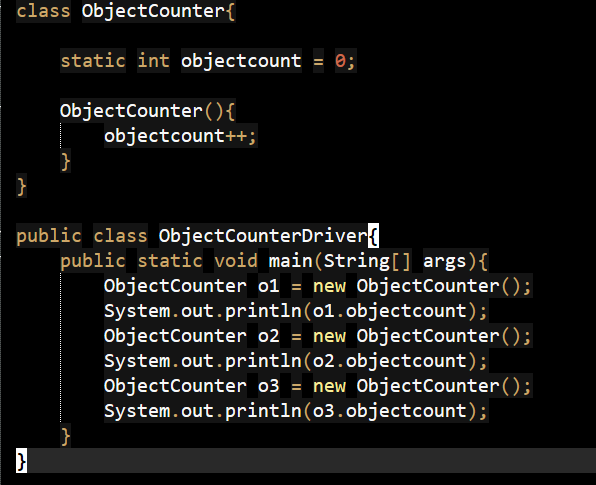 class ObjectCounter{
static int objectcount = 0;
ObjectCounter(){
objectcount++;
}
}
public class ObjectCounterDriver{
public static void main(String[] args){
ObjectCounter o1 = new ObjectCounter();
System.out.println(o1.objectcount);
ObjectCounter o2 = new ObjectCounter();
System.out.println(o2.objectcount);
ObjectCounter o3 = new ObjectCounter();
System.out.println(o3.objectcount);
}
}